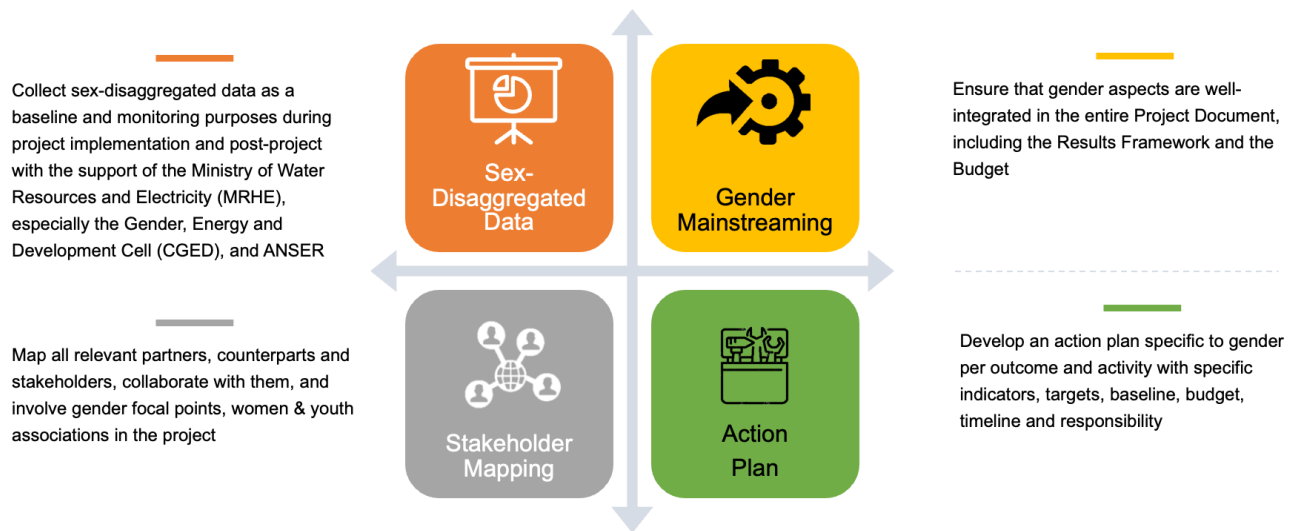 Collect sex-disaggregated data as a
baseline and monitoring purposes during
project implementation and post-project
with the support of the Ministry of Water
Resources and Electricity (MRHE),
especially the Gender, Energy and
Development Cell (CGED), and ANSER
Sex-
Disaggregated
Data
Gender
Mainstreaming
Ensure that gender aspects are well-
integrated in the entire Project Document,
including the Results Framework and the
Budget
Map all relevant partners, counterparts and
stakeholders, collaborate with them, and
involve gender focal points, women & youth
associations in the project
Stakeholder
Mapping
Action
Plan
Develop an action plan specific to gender
per outcome and activity with specific
indicators, targets, baseline, budget,
timeline and responsibility